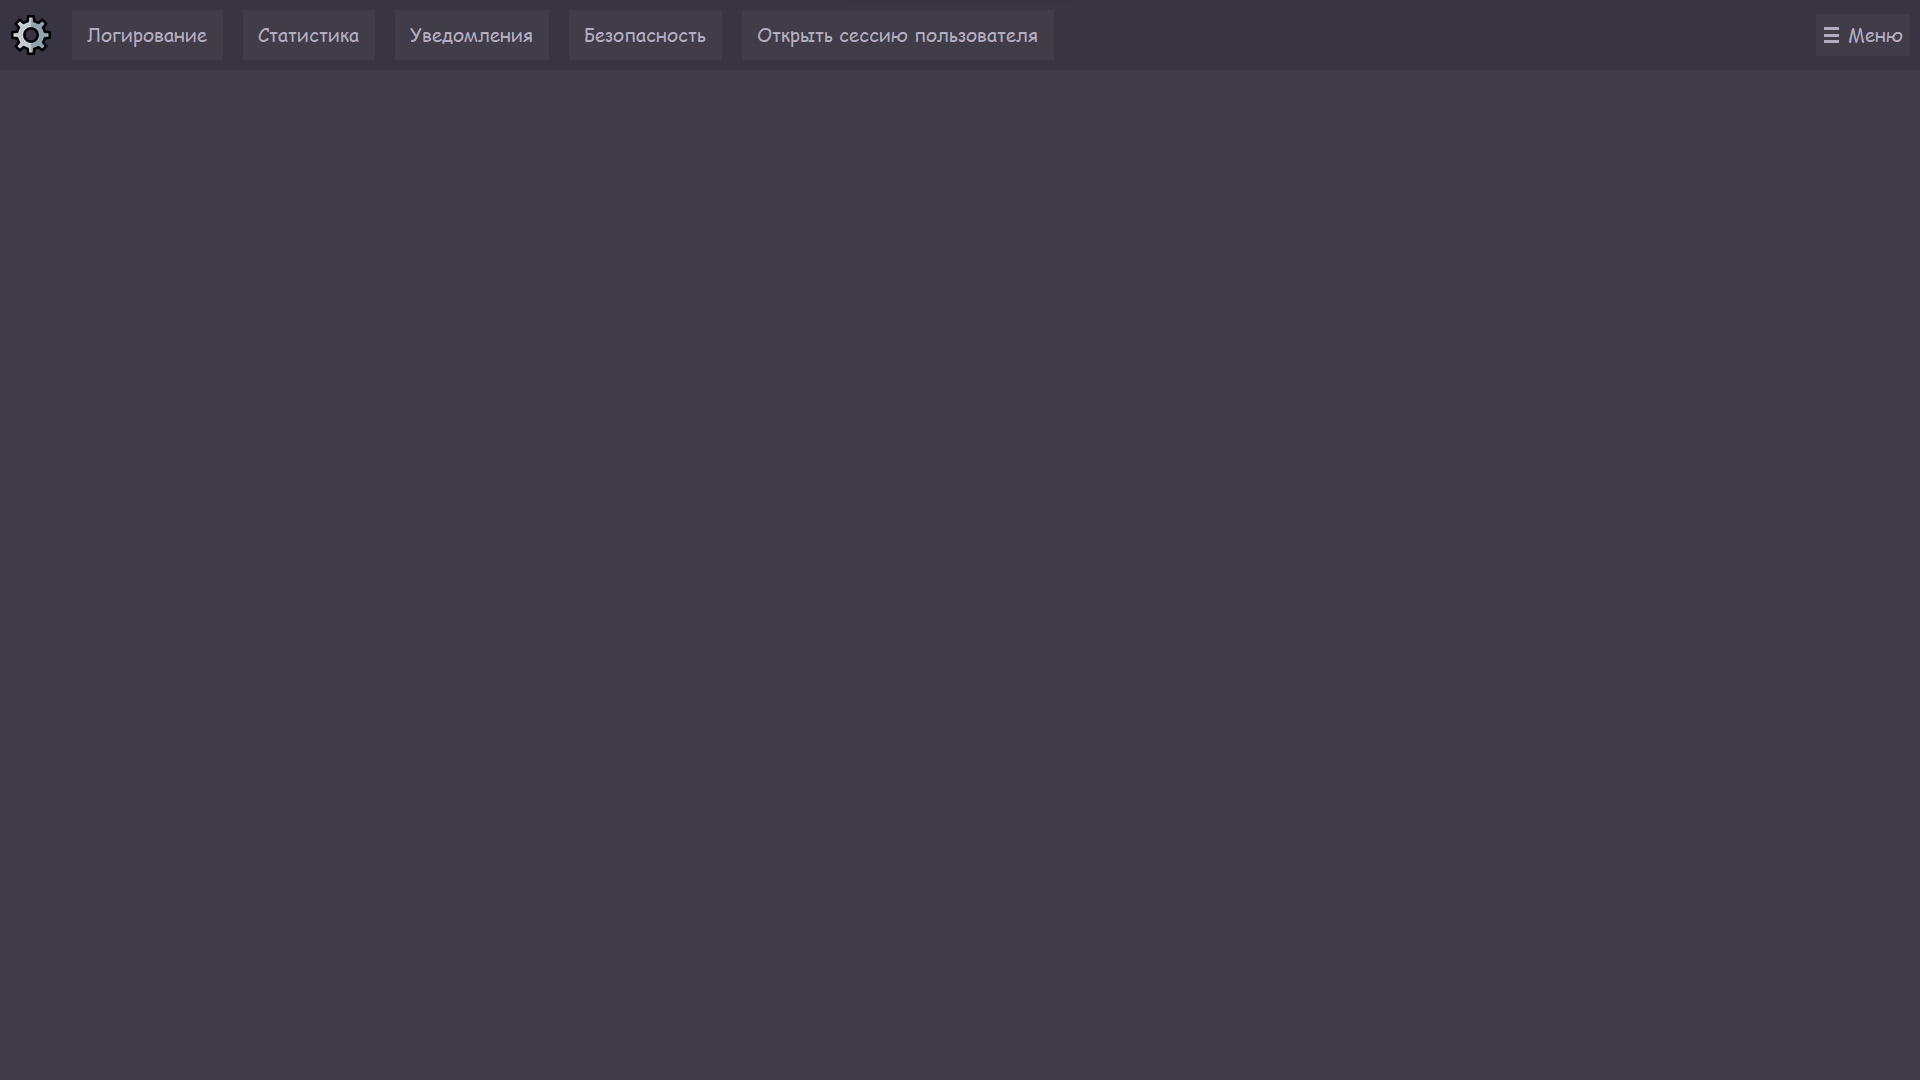 Логирование
Статистика
Уведомления
Безопасность
Открыть сессию пользователя
☰ Меню